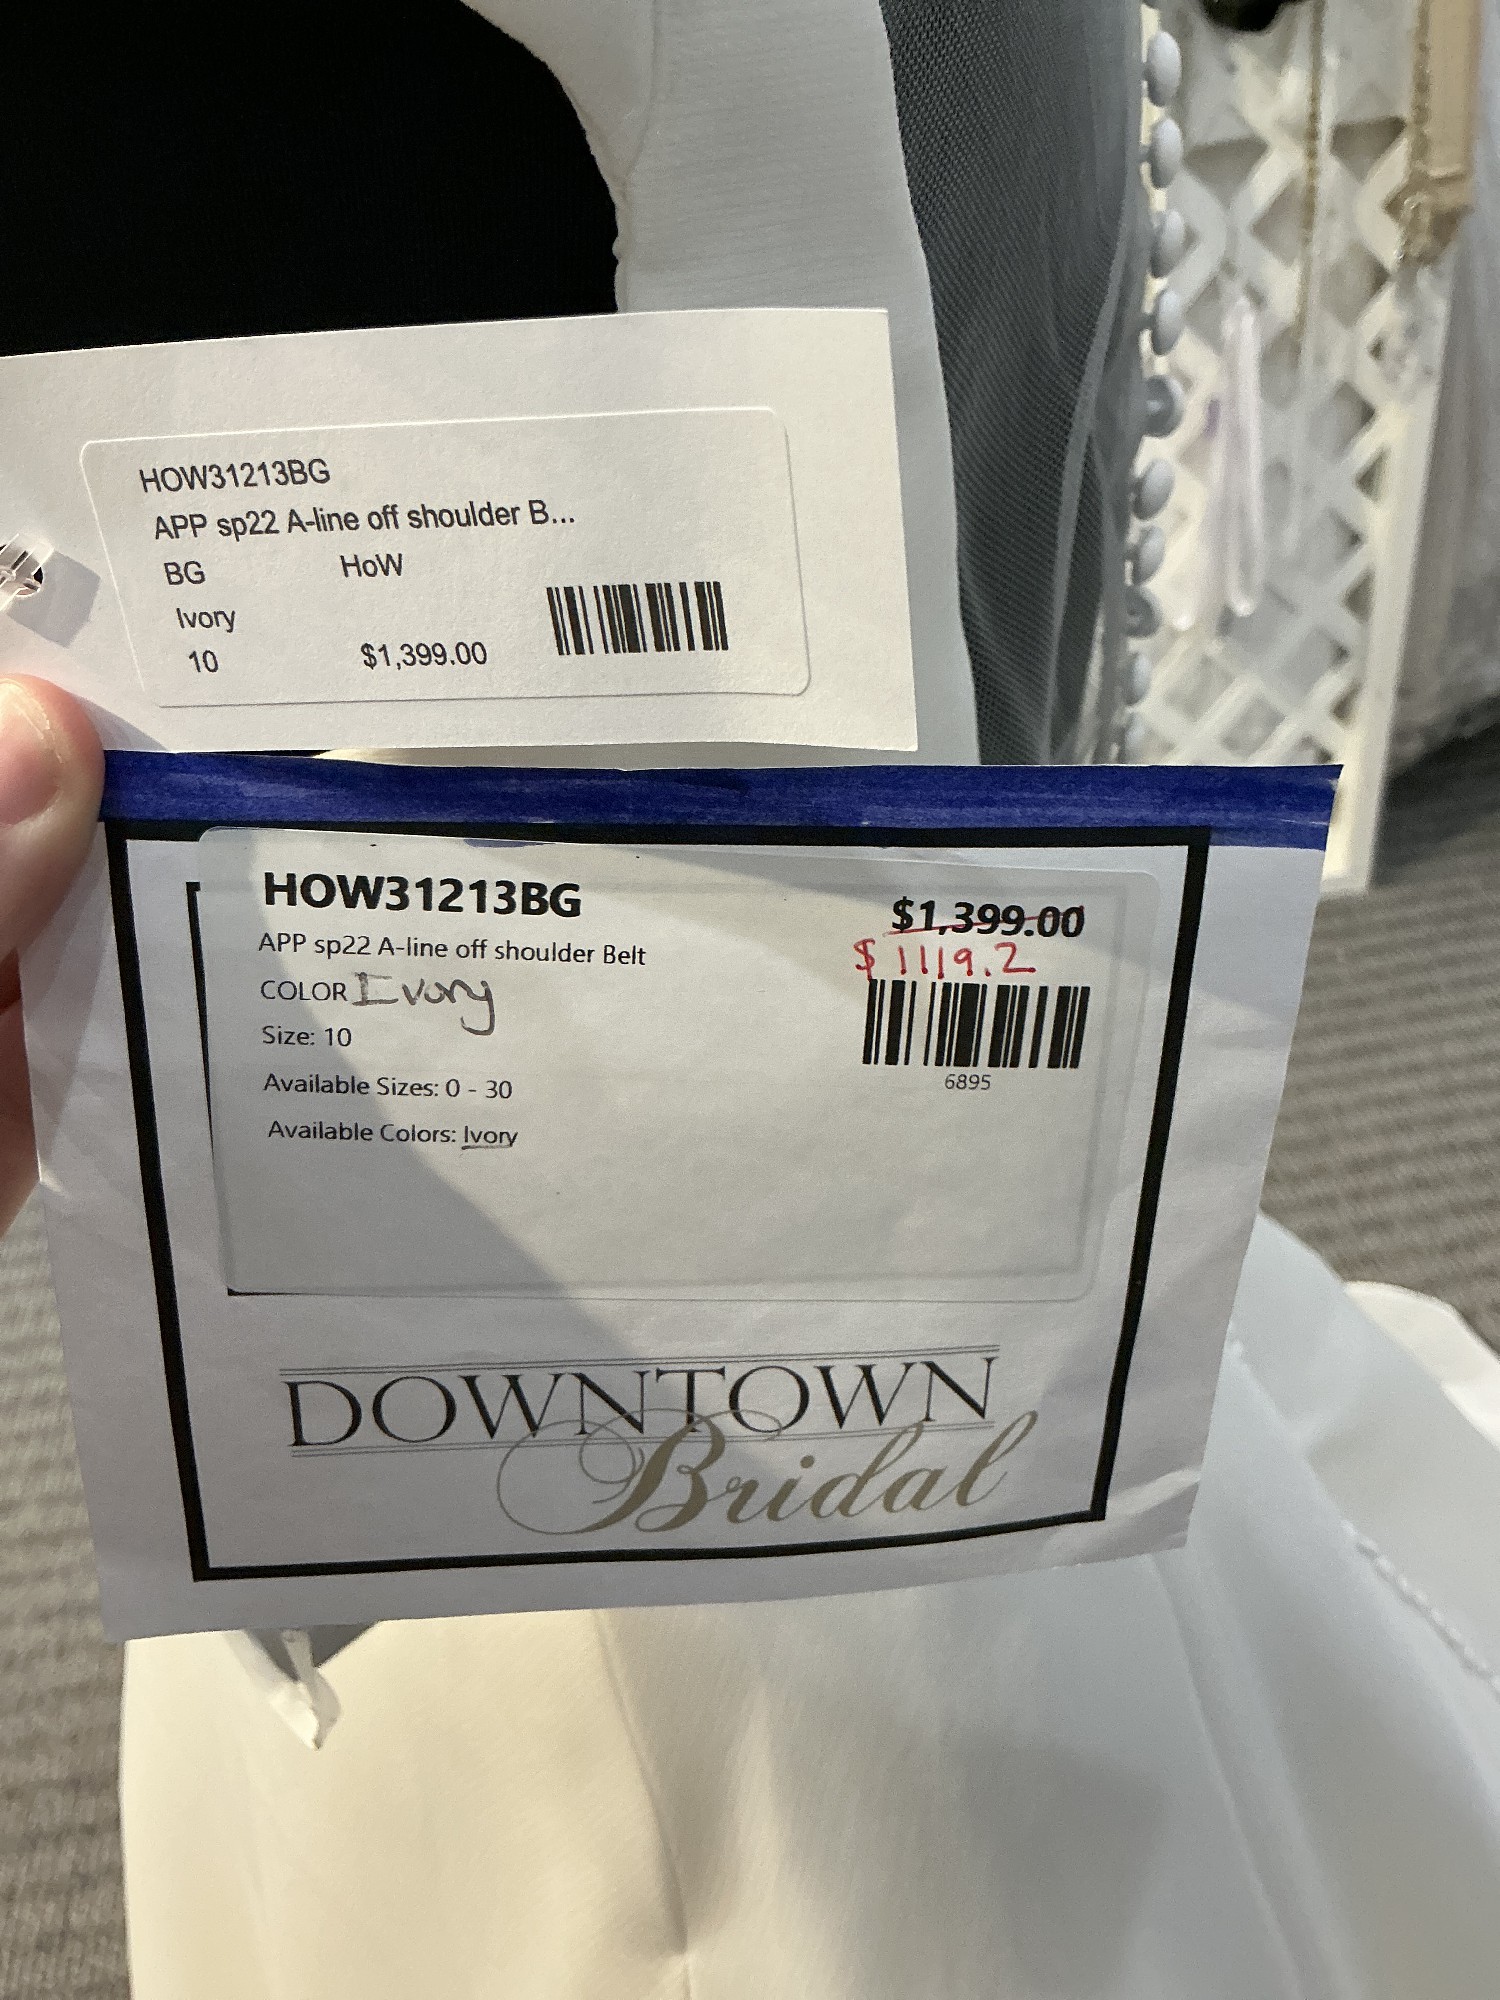 HOW31213BG
APP sp22 A-line off shoulder B...
BG HoW
Ivory
10 $1,399.00
HOW31213BG
$1,399.00
APP sp22 A-line off shoulder Belt
$1119.2
COLOR Ivory
Size: 10
6895
Available Sizes: 0 - 30
Available Colors: Ivory
DOWNTOWN
Bridal